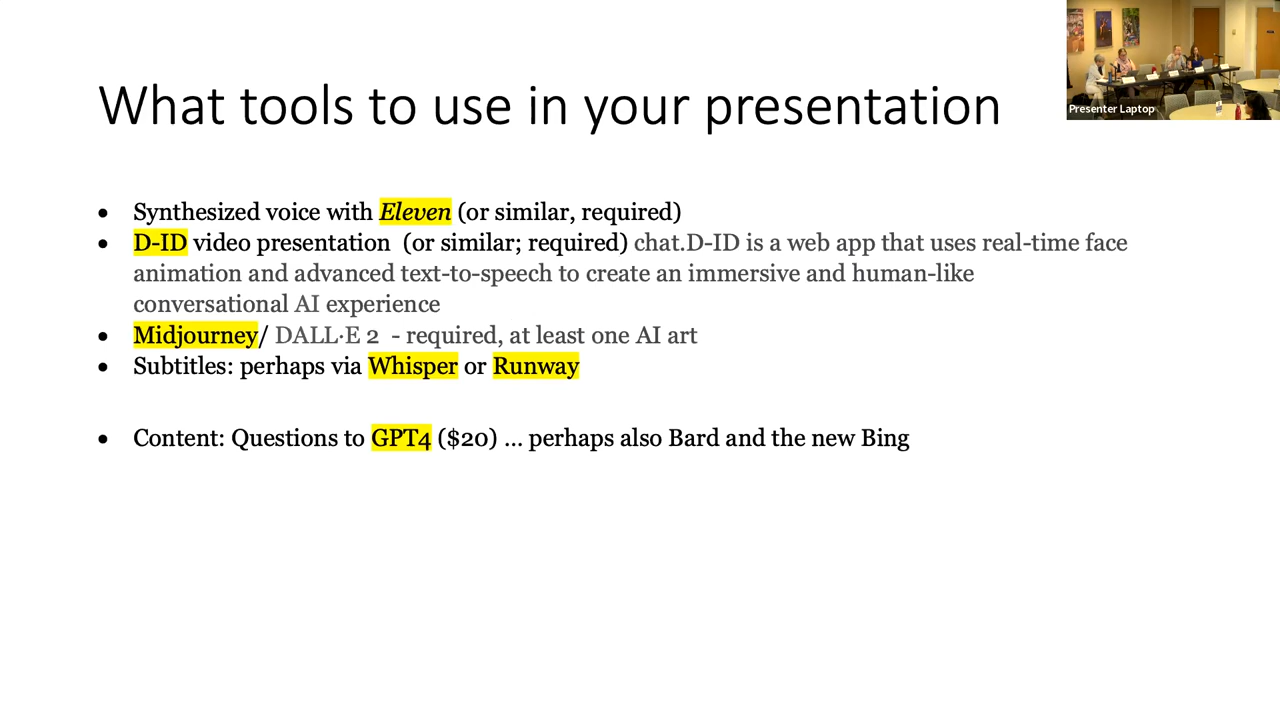 What tools to use in your presentation
Presenter Laptop
• Synthesized voice with Eleven (or similar, required)
• D-ID video presentation (or similar; required) chat.D-ID is a web app that uses real-time face
animation and advanced text-to-speech to create an immersive and human-like
conversational AI experience
• Midjourney/ DALL·E 2 - required, at least one AI art
• Subtitles: perhaps via Whisper or Runway
• Content: Questions to GPT4 ($20) … perhaps also Bard and the new Bing